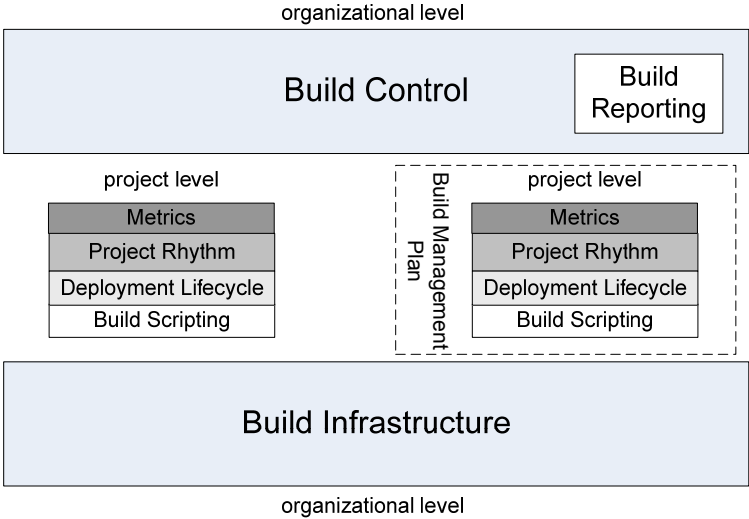 organizational level
Build Control
Build
Reporting
project level
Metrics
Project Rhythm
Deployment Lifecycle
Build Scripting
Build Management
Plan
project level
Metrics
Project Rhythm
Deployment Lifecycle
Build Scripting
Build Infrastructure
organizational level